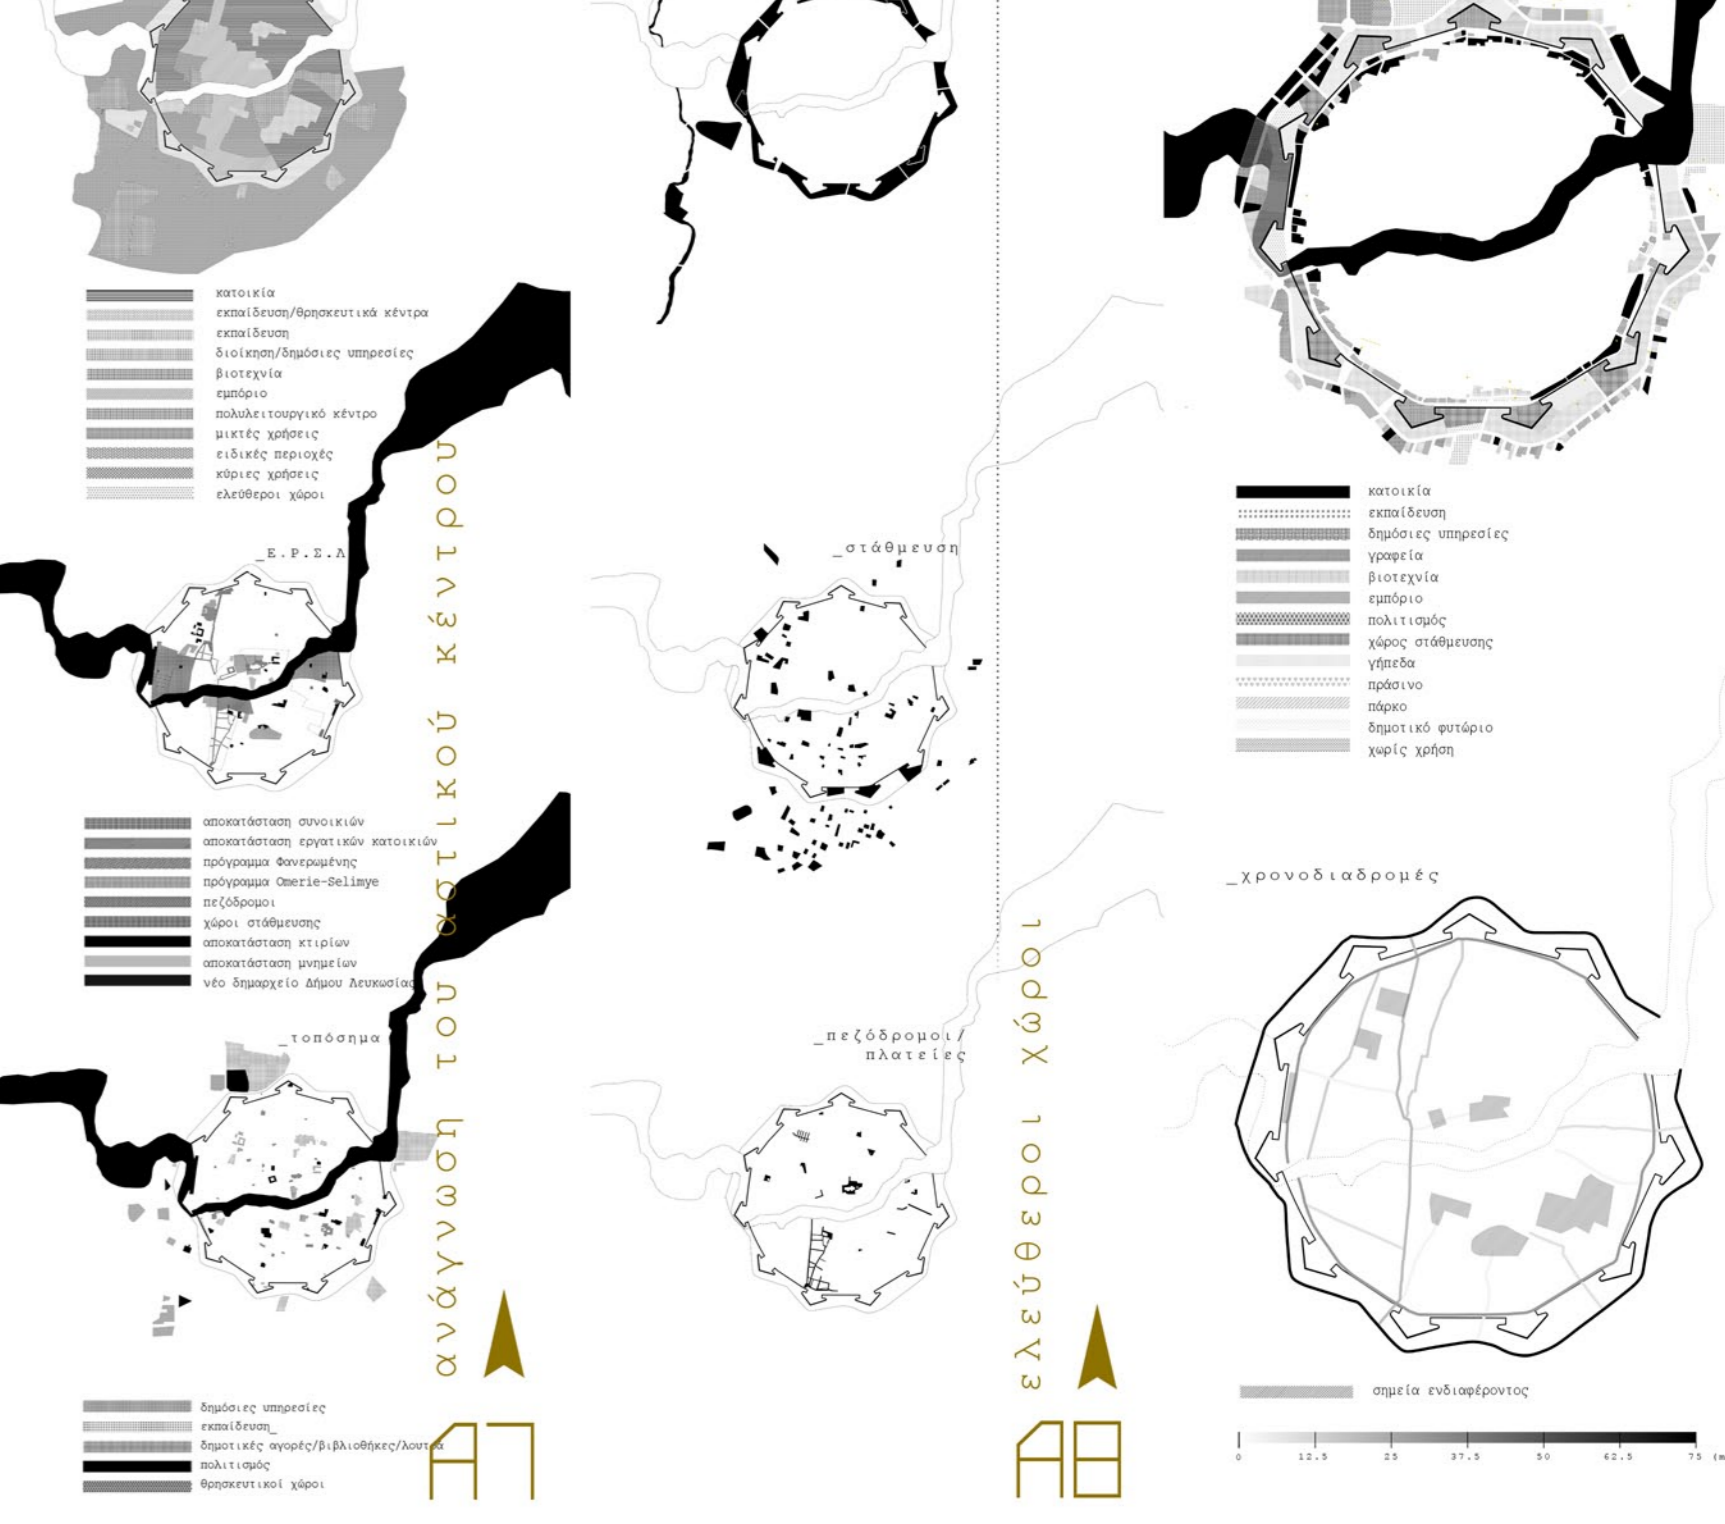 κατοικία
εκπαίδευση/θρησκευτικά κέντρα
εκπαίδευση
διοίκηση/δημόσιες υπηρεσίες
βιοτεχνία
εμπόριο
πολυλειτουργικό κέντρο
μικτές χρήσεις
ειδικές περιοχές
κύριες χρήσεις
ελεύθεροι χώροι
_Ε.Ρ.Σ.Λ
αποκατάσταση συνοικιών
αποκατάσταση εργατικών κατοικιών
πρόγραμμα Φανερωμένης
πρόγραμμα Omerie-Selimye
πεζόδρομοι
χώροι στάθμευσης
αποκατάσταση κτιρίων
αποκατάσταση μνημείων
νέο δημαρχείο Δήμου Λευκωσίας
_τοπόσημα
δημόσιες υπηρεσίες
εκπαίδευση_
δημοτικές αγορές/βιβλιοθήκες/λουτρά
πολιτισμός
θρησκευτικοί χώροι
ανάγνωση του αστικού κέντρου
A7
_στάθμευση
_πεζόδρομοι/
πλατείες
ελεύθεροι χώροι
A8
κατοικία
εκπαίδευση
δημόσιες υπηρεσίες
γραφεία
βιοτεχνία
εμπόριο
πολιτισμός
χώρος στάθμευσης
γήπεδα
πράσινο
πάρκο
δημοτικό φυτώριο
χωρίς χρήση
_χρονοδιαδρομές
σημεία ενδιαφέροντος
0 12.5 25 37.5 50 62.5 75 (m